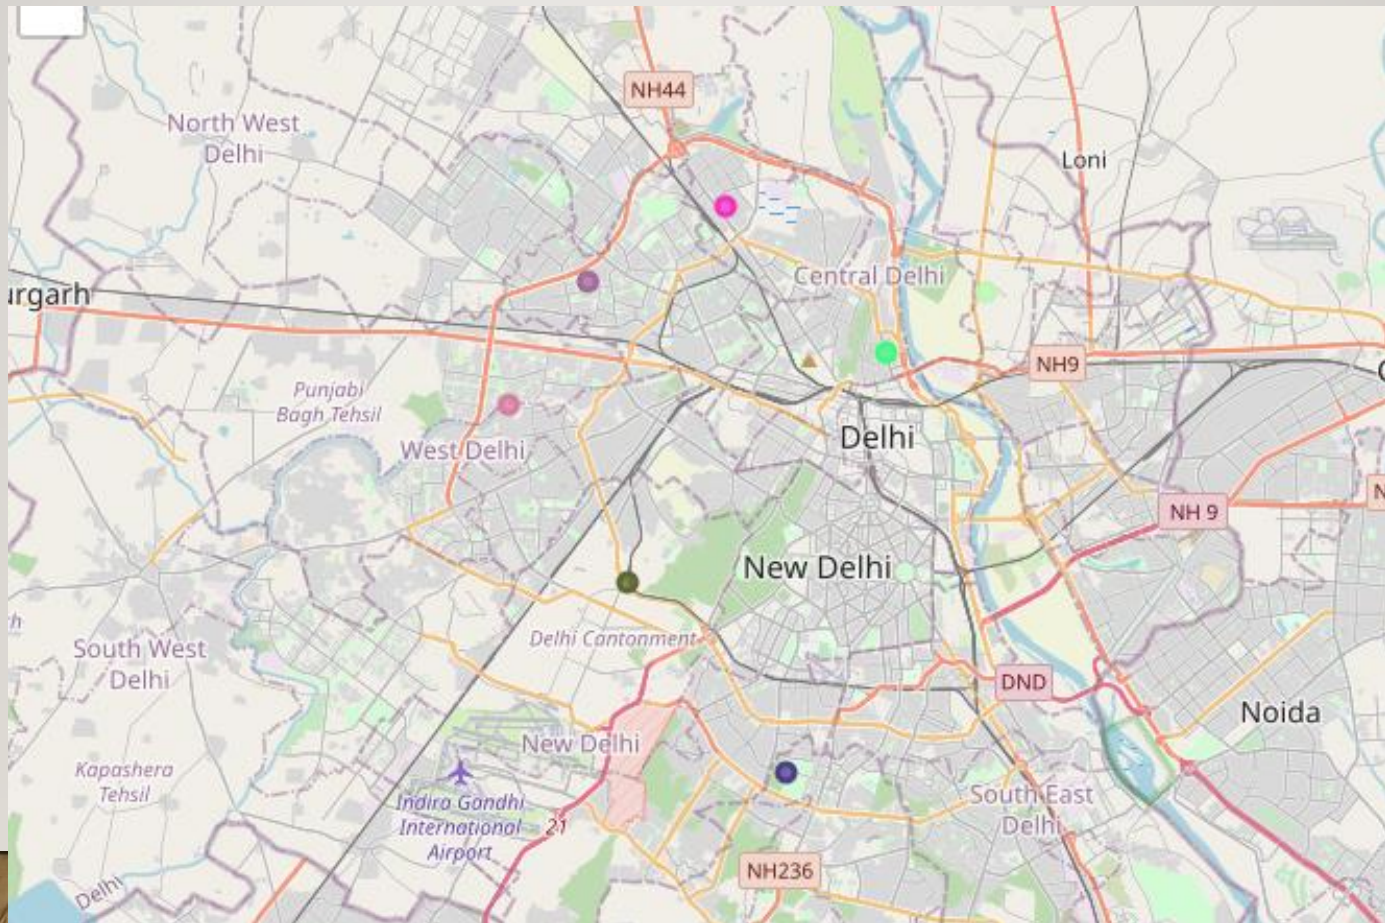 NH44
North West
Delhi
Loni
Central Delhi
urgarh
NH9
Punjabi
Bagh Tehsil
West Delhi
Delhi
NH 9
N
New Delhi
Delhi Cantonment
South West
Delhi
DND
Noida
New Delhi
Kapashera
Tehsil
Indira Gandhi
International
Airport
21
South East
Delhi
NH236
Delhi